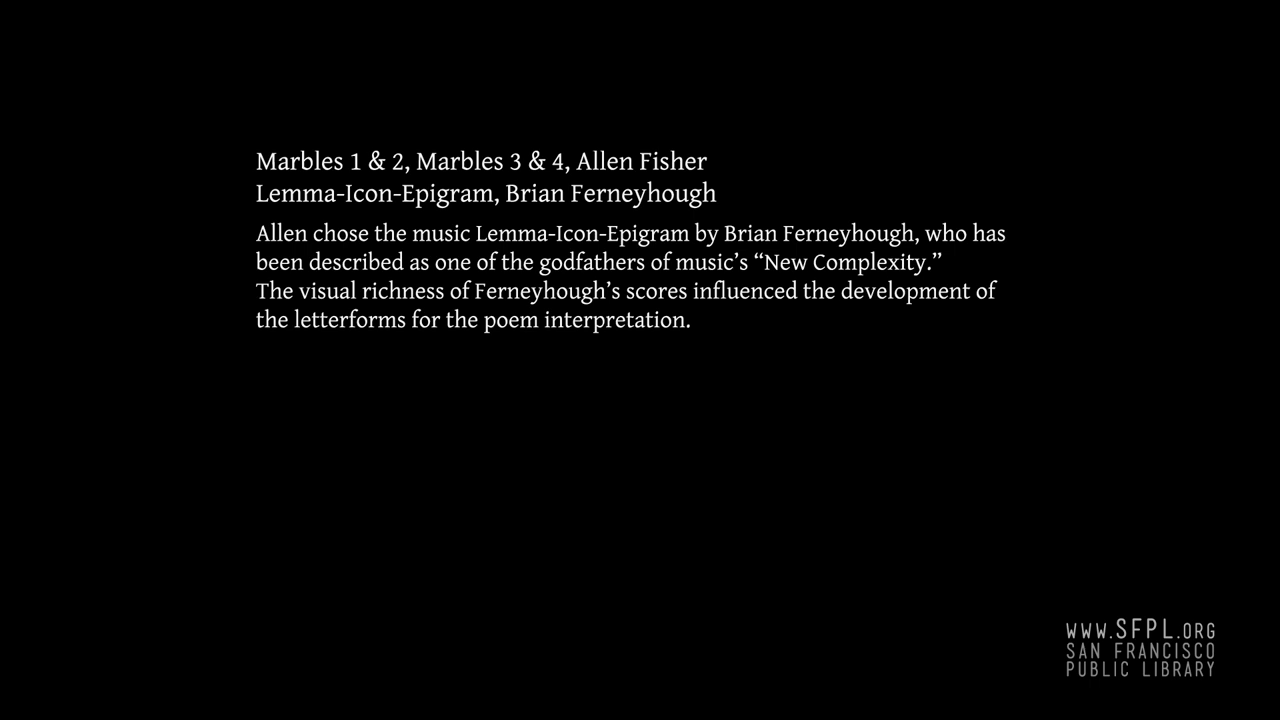 Marbles 1 & 2, Marbles 3 & 4, Allen Fisher
Lemma-Icon-Epigram, Brian Ferneyhough
Allen chose the music Lemma-Icon-Epigram by Brian Ferneyhough, who has
been described as one of the godfathers of music’s “New Complexity.”
The visual richness of Ferneyhough’s scores influenced the development of
the letterforms for the poem interpretation.
WWW.SFPL.ORG
SAN FRANCISCO
PUBLIC LIBRARY